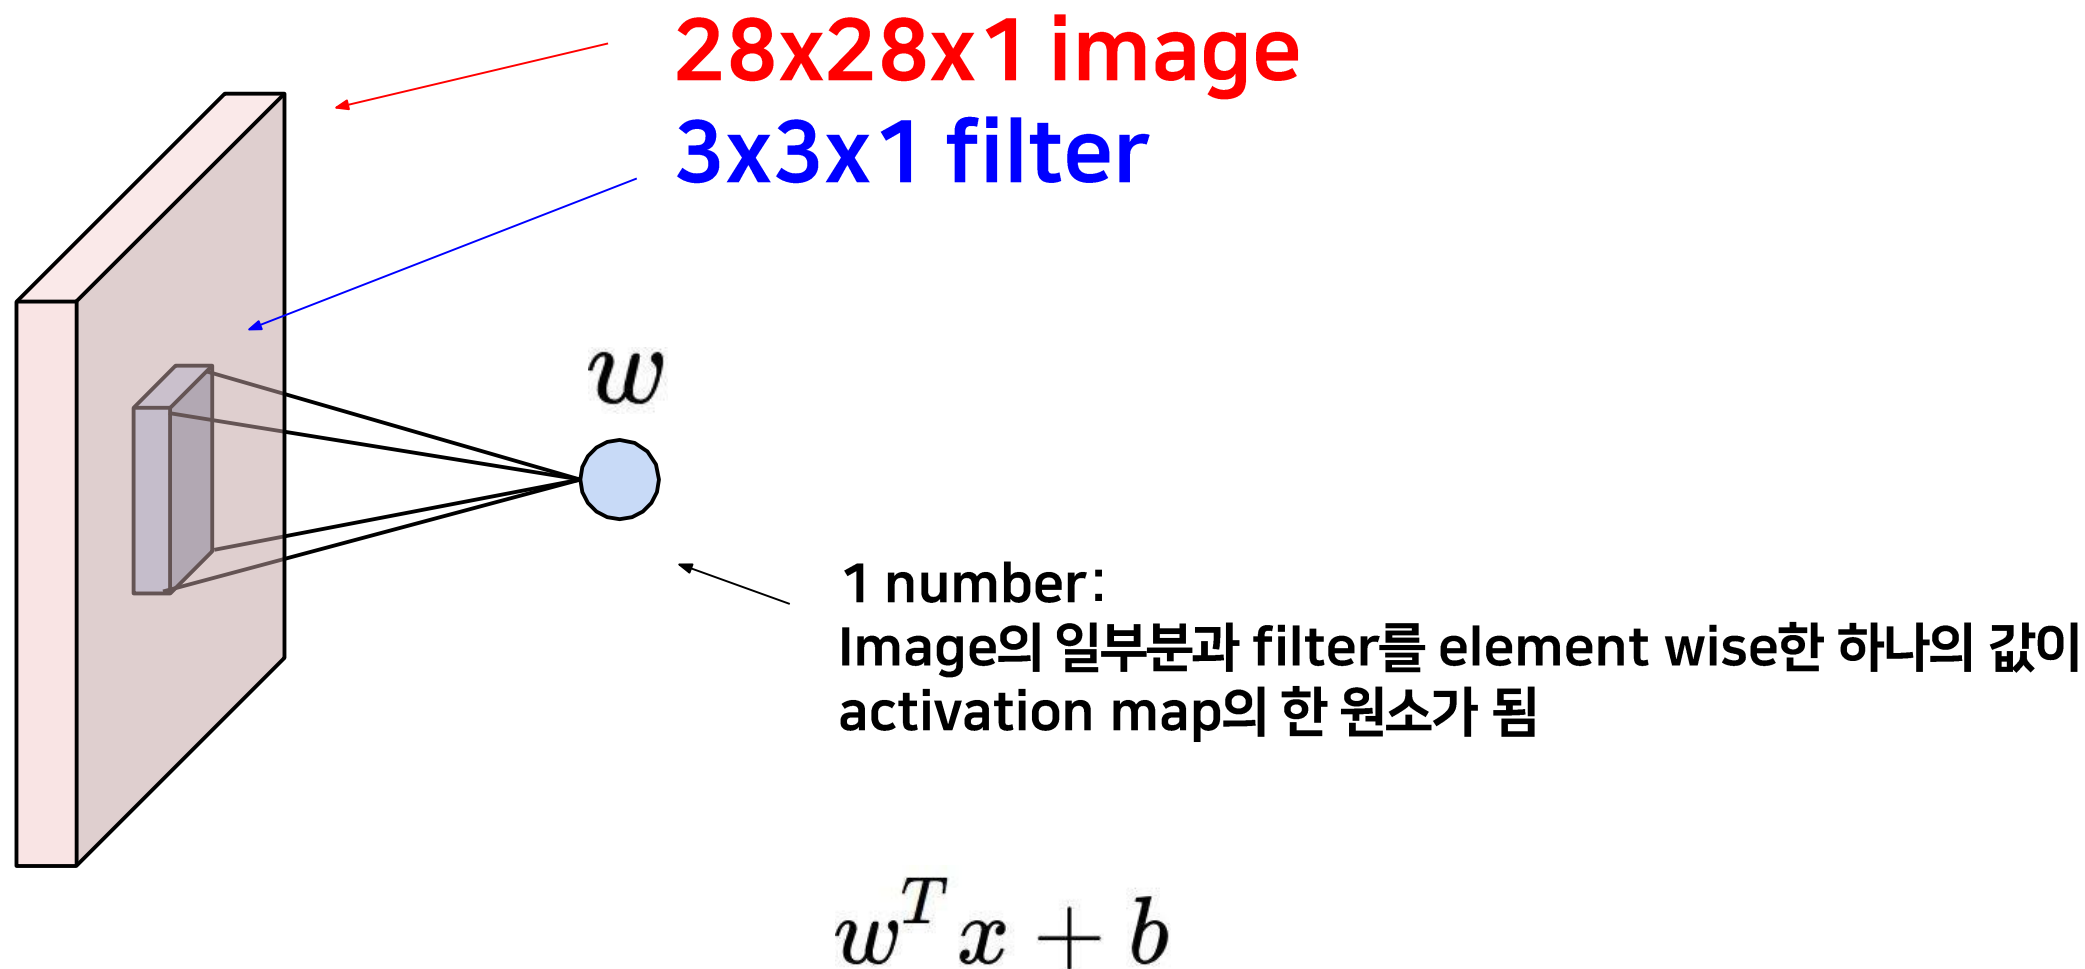 28x28x1 image
3x3x1 filter
w
1 number:
Image의 일부분과 filter를 element wise한 하나의 값이
activation map의 한 원소가 됨
w^T x + b